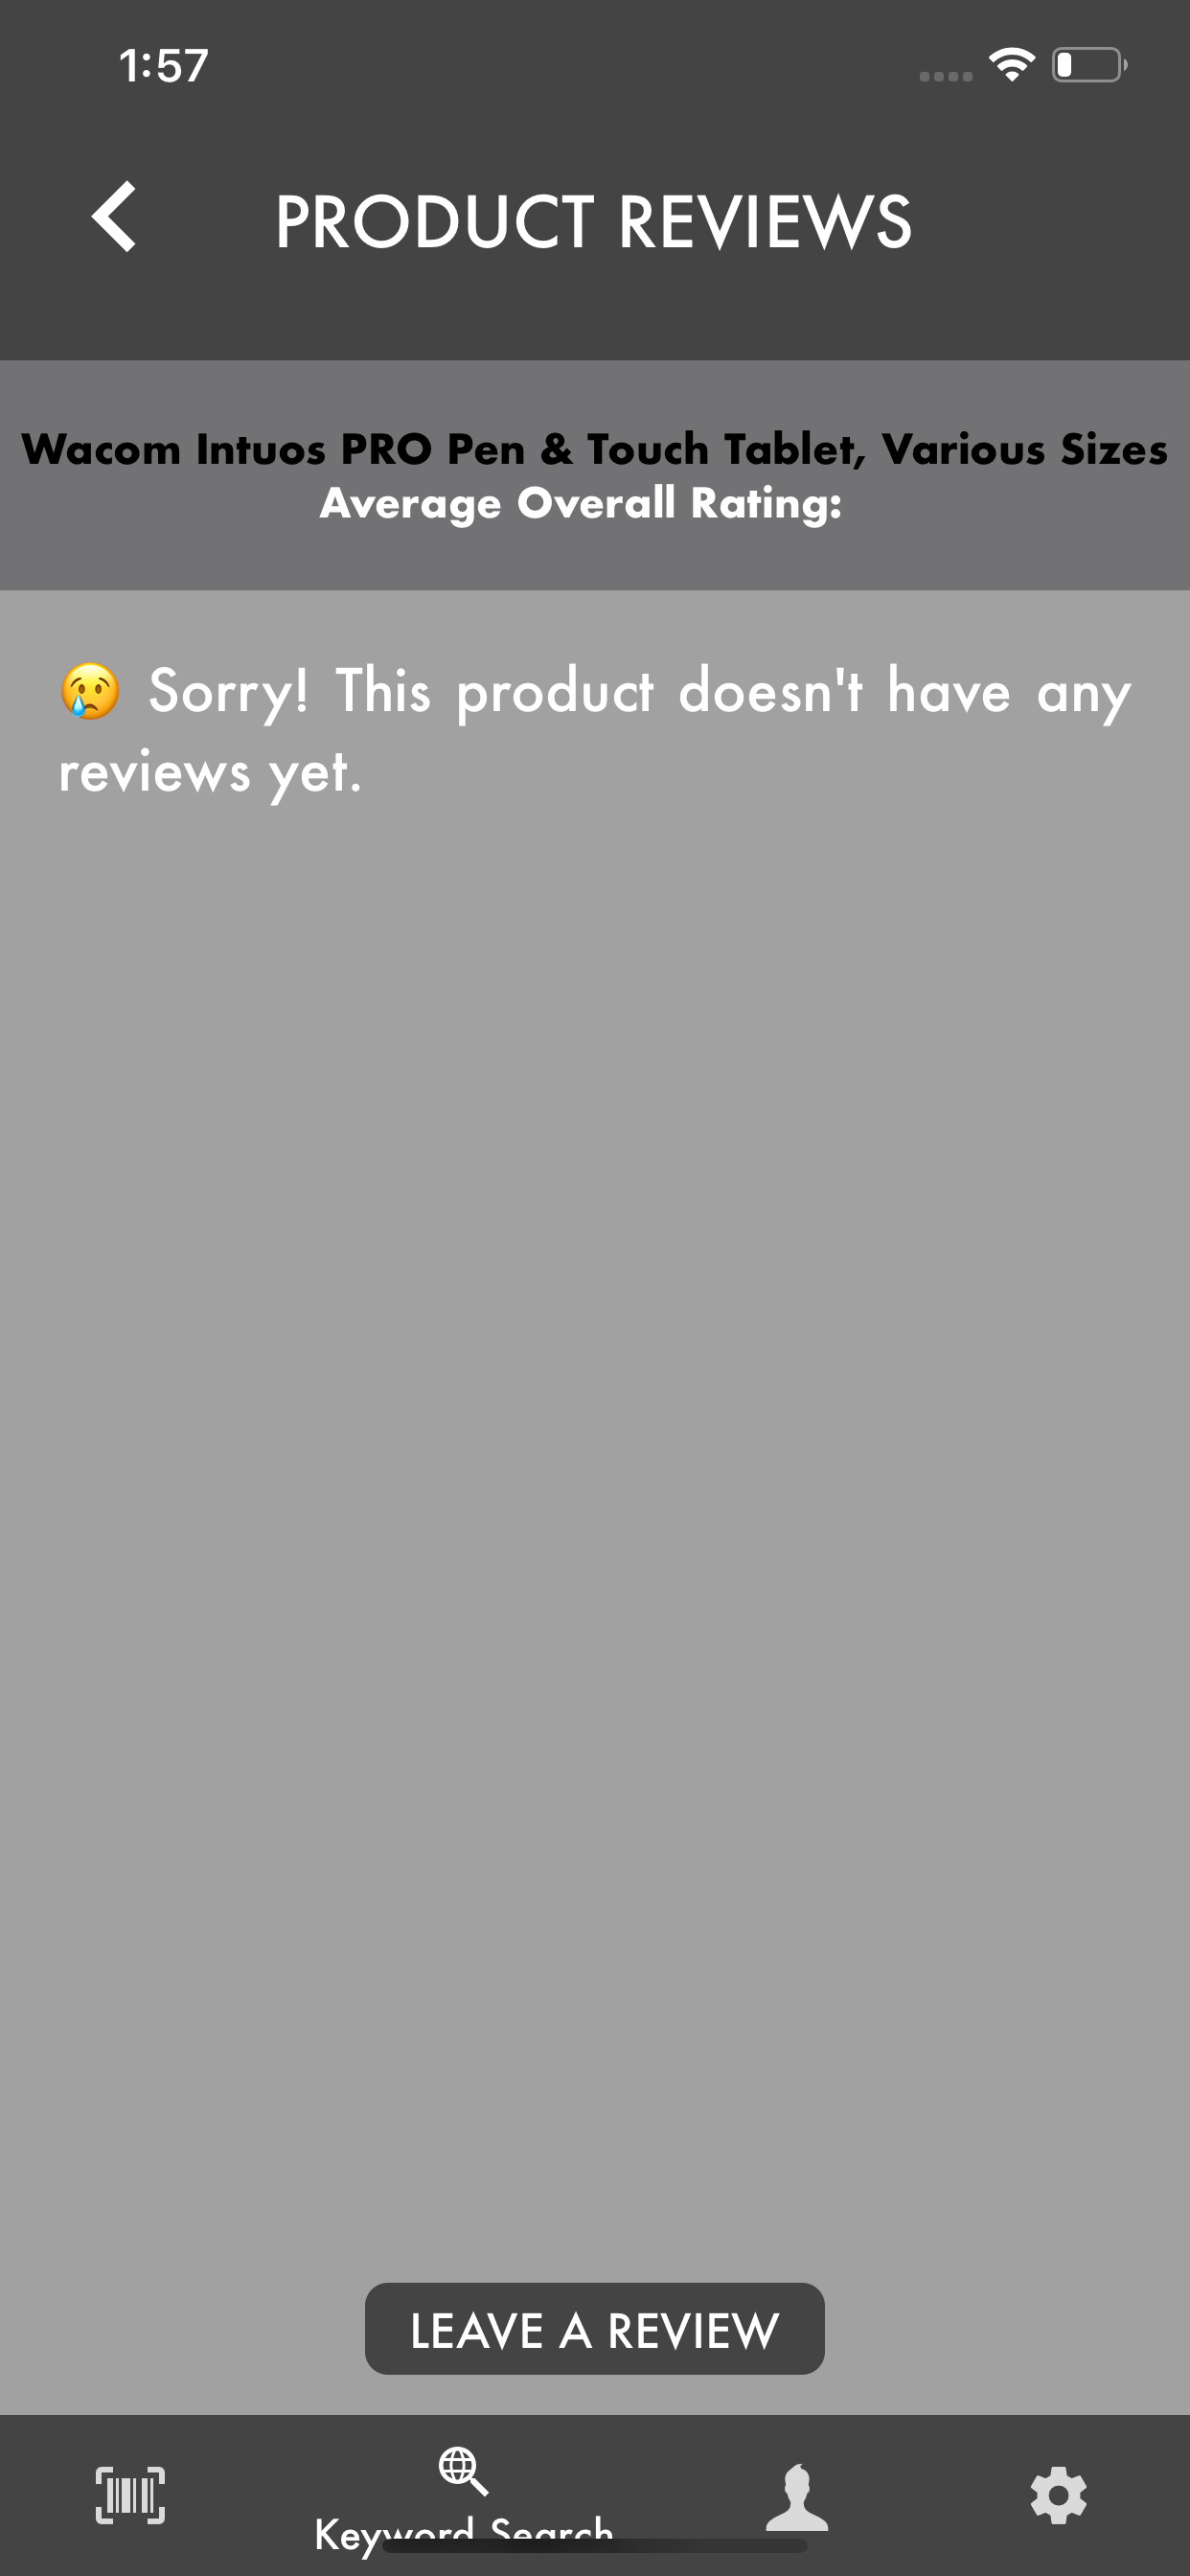 1:57
PRODUCT REVIEWS
Wacom Intuos PRO Pen & Touch Tablet, Various Sizes
Average Overall Rating:
😢 Sorry! This product doesn't have any
reviews yet.
LEAVE A REVIEW
Keyword Search